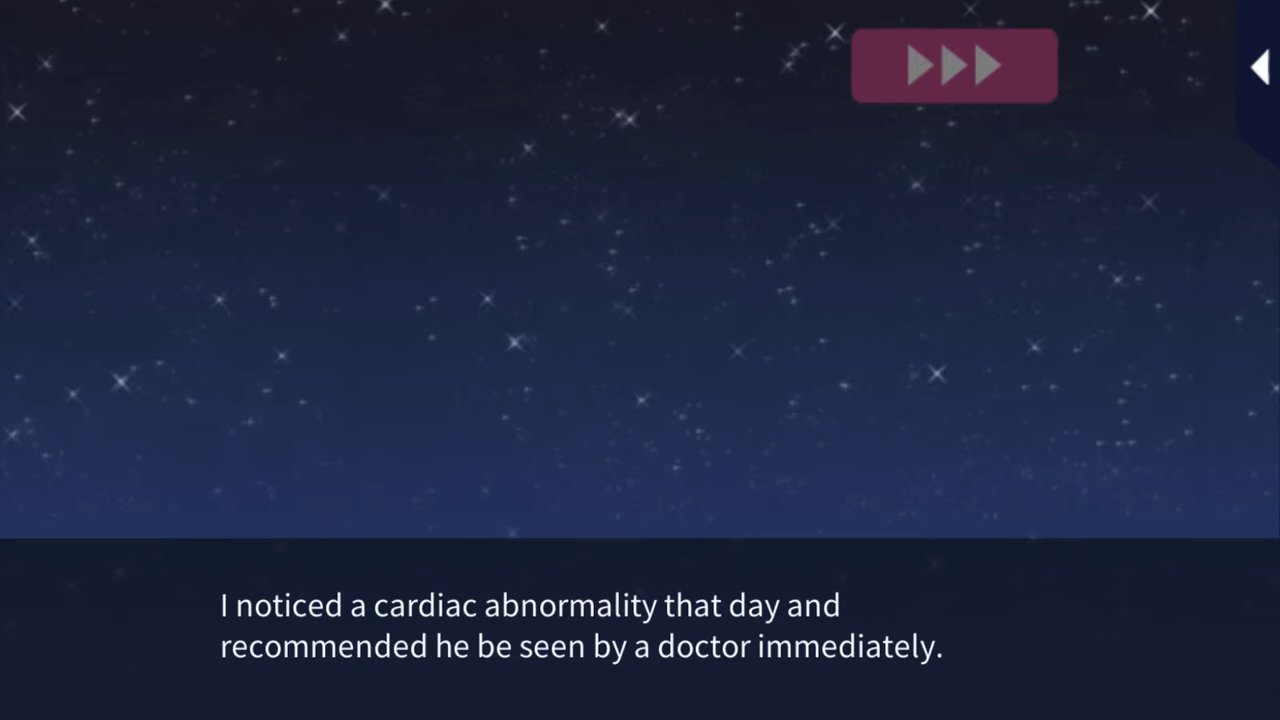 I noticed a cardiac abnormality that day and
recommended he be seen by a doctor immediately.